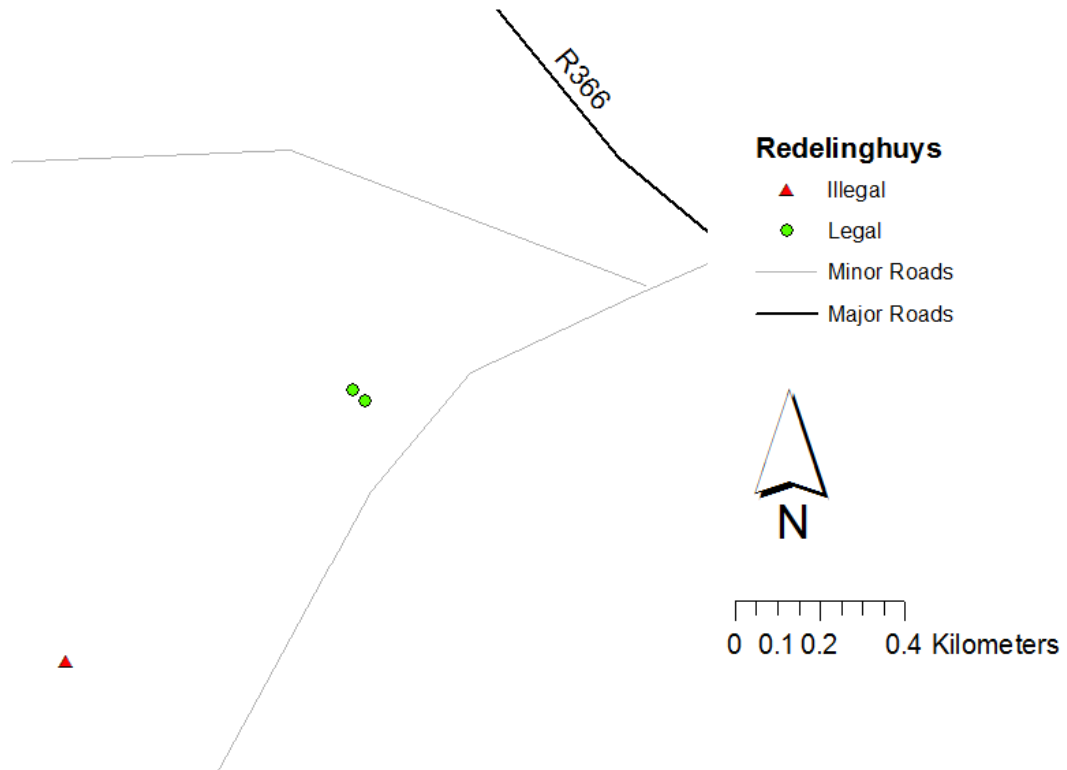 R366
Redelinghuys
Illegal
Legal
Minor Roads
Major Roads
N
0 0.1 0.2 0.4 Kilometers